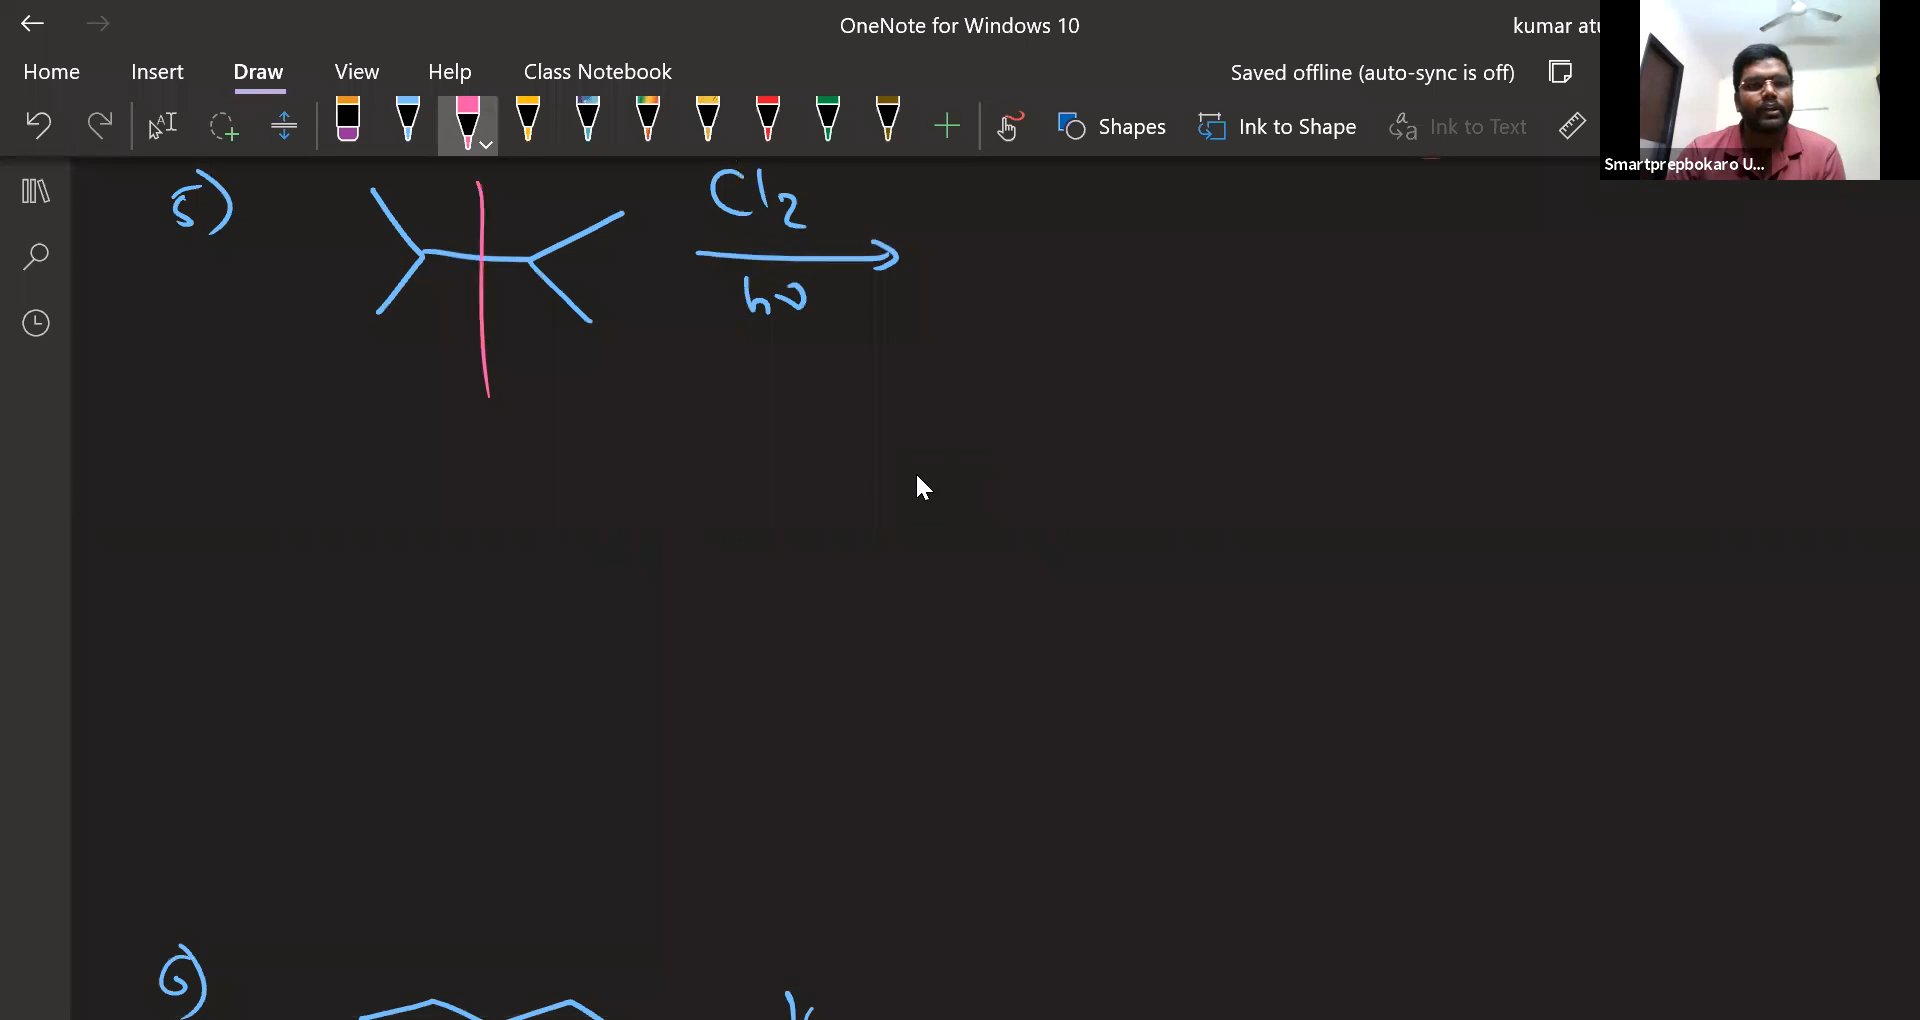 OneNote for Windows 10
kumar atu
Home Insert Draw View Help Class Notebook
Saved offline (auto-sync is off)
Shapes Ink to Shape Ink to Text
Smartprepbokaro U...
5)
Cl2
hν
6)